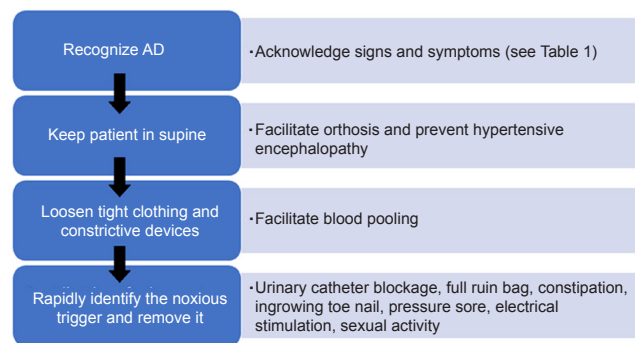 Recognize AD
·Acknowledge signs and symptoms (see Table 1)
Keep patient in supine
·Facilitate orthosis and prevent hypertensive
encephalopathy
Loosen tight clothing and
constrictive devices
·Facilitate blood pooling
Rapidly identify the noxious
trigger and remove it
·Urinary catheter blockage, full ruin bag, constipation,
ingrowing toe nail, pressure sore, electrical
stimulation, sexual activity